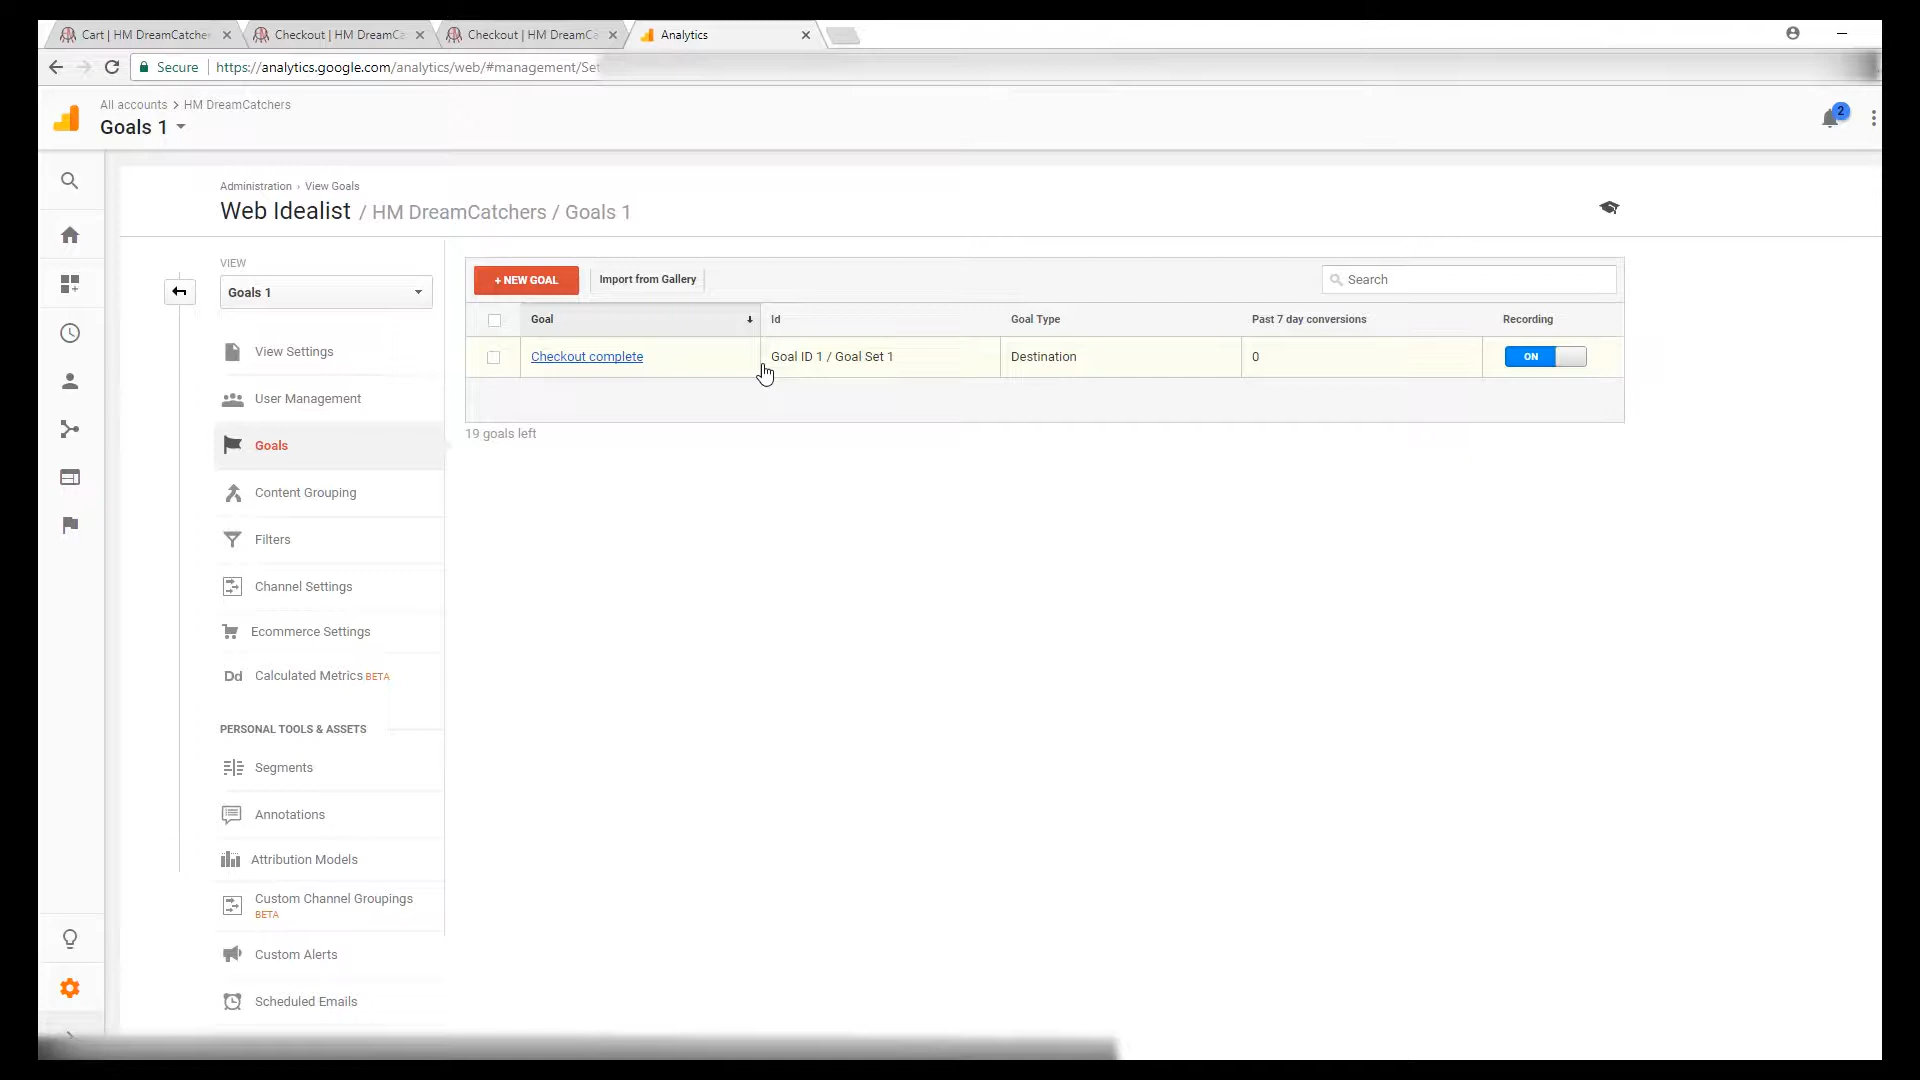 Cart | HM DreamCatche
Checkout | HM DreamCa
Checkout | HM DreamCa
Analytics
Secure
https://analytics.google.com/analytics/web/#management/Set
All accounts > HM DreamCatchers
Goals 1
2
Administration › View Goals
Web Idealist / HM DreamCatchers / Goals 1
VIEW
Goals 1
View Settings
User Management
Goals
Content Grouping
Filters
Channel Settings
Ecommerce Settings
Dd Calculated Metrics BETA
PERSONAL TOOLS & ASSETS
Segments
Annotations
Attribution Models
Custom Channel Groupings
BETA
Custom Alerts
Scheduled Emails
+ NEW GOAL
Import from Gallery
Search
Goal
Id
Goal Type
Past 7 day conversions
Recording
Checkout complete
Goal ID 1 / Goal Set 1
Destination
0
ON
19 goals left